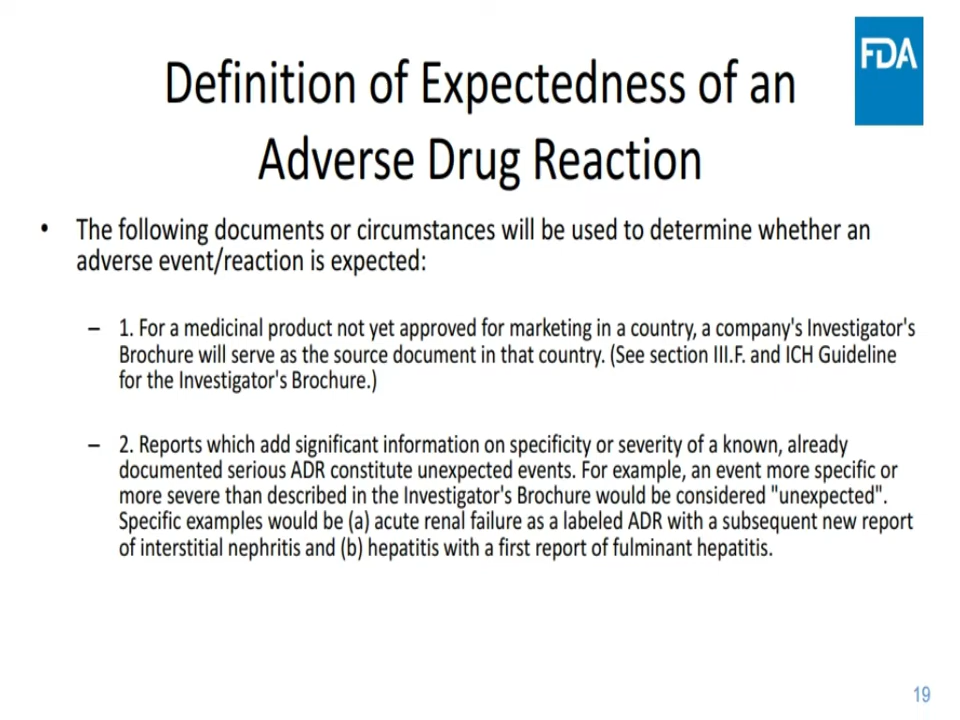 FDA
Definition of Expectedness of an
Adverse Drug Reaction
• The following documents or circumstances will be used to determine whether an
adverse event/reaction is expected:
– 1. For a medicinal product not yet approved for marketing in a country, a company's Investigator's
Brochure will serve as the source document in that country. (See section III.F. and ICH Guideline
for the Investigator's Brochure.)
– 2. Reports which add significant information on specificity or severity of a known, already
documented serious ADR constitute unexpected events. For example, an event more specific or
more severe than described in the Investigator's Brochure would be considered "unexpected".
Specific examples would be (a) acute renal failure as a labeled ADR with a subsequent new report
of interstitial nephritis and (b) hepatitis with a first report of fulminant hepatitis.
19